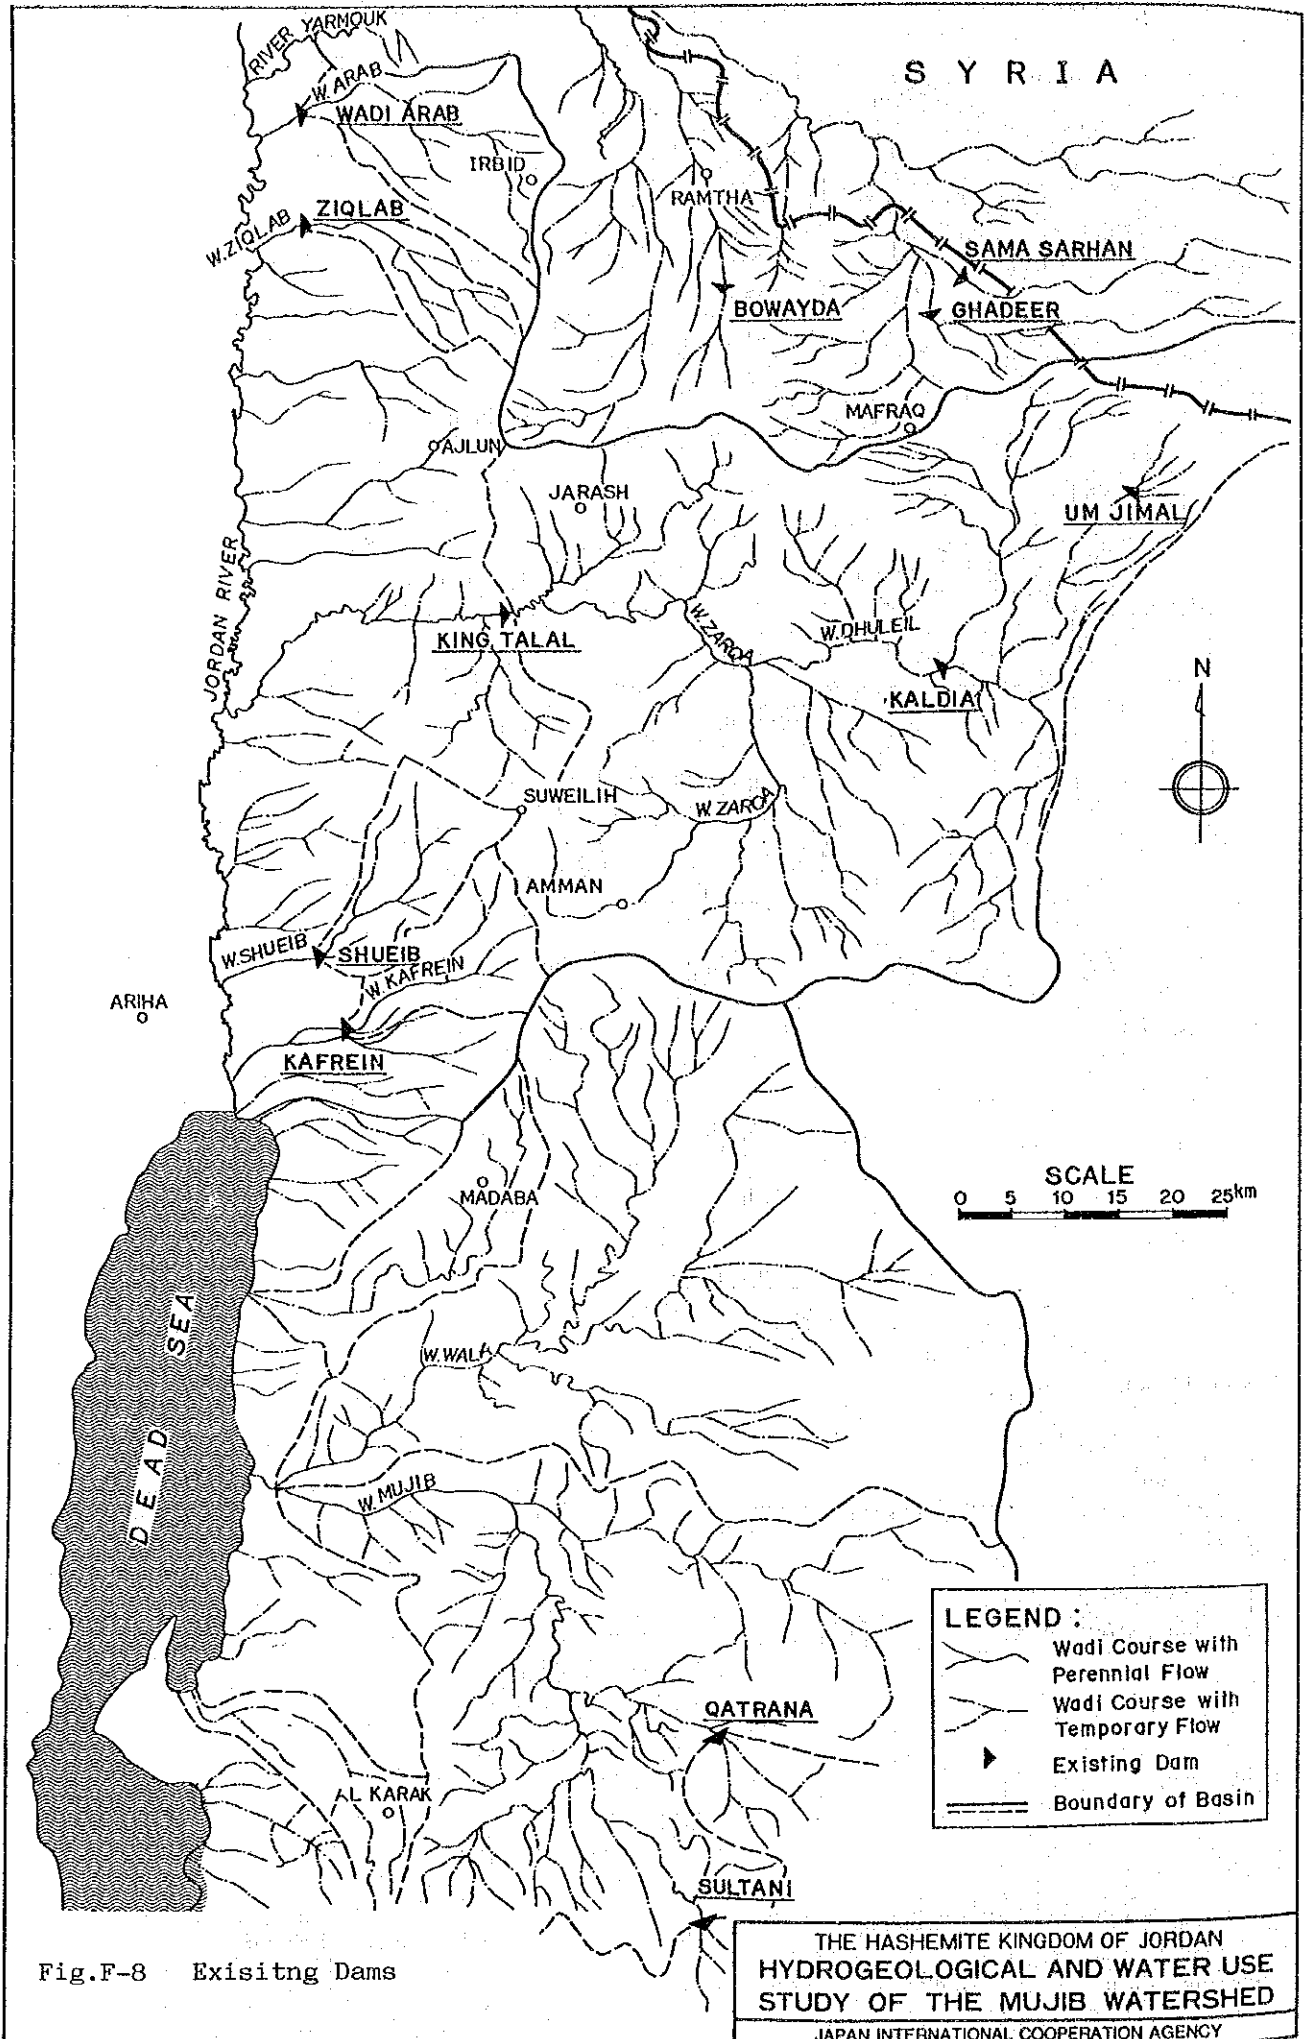 RIVER YARMOUK
SYRIA
W. ARAB
WADI ARAB
IRBID
RAMTHA
ZIQLAB
W.ZIQLAB
SAMA SARHAN
BOWAYDA
GHADEER
MAFRAQ
AJLUN
JARASH
UM JIMAL
JORDAN RIVER
KING TALAL
W.ZARQA
W.DHULEIL
KALDIA
N
SUWEILIH
W.ZARQA
AMMAN
W.SHUEIB
SHUEIB
W.KAFREIN
ARIHA
KAFREIN
MADABA
SCALE
0 5 10 15 20 25km
DEAD SEA
W.WALA
W.MUJIB
LEGEND :
Wadi Course with
Perennial Flow
Wadi Course with
Temporary Flow
Existing Dam
Boundary of Basin
QATRANA
AL KARAK
SULTANI
Fig.F-8 Exisitng Dams
THE HASHEMITE KINGDOM OF JORDAN
HYDROGEOLOGICAL AND WATER USE
STUDY OF THE MUJIB WATERSHED
JAPAN INTERNATIONAL COOPERATION AGENCY